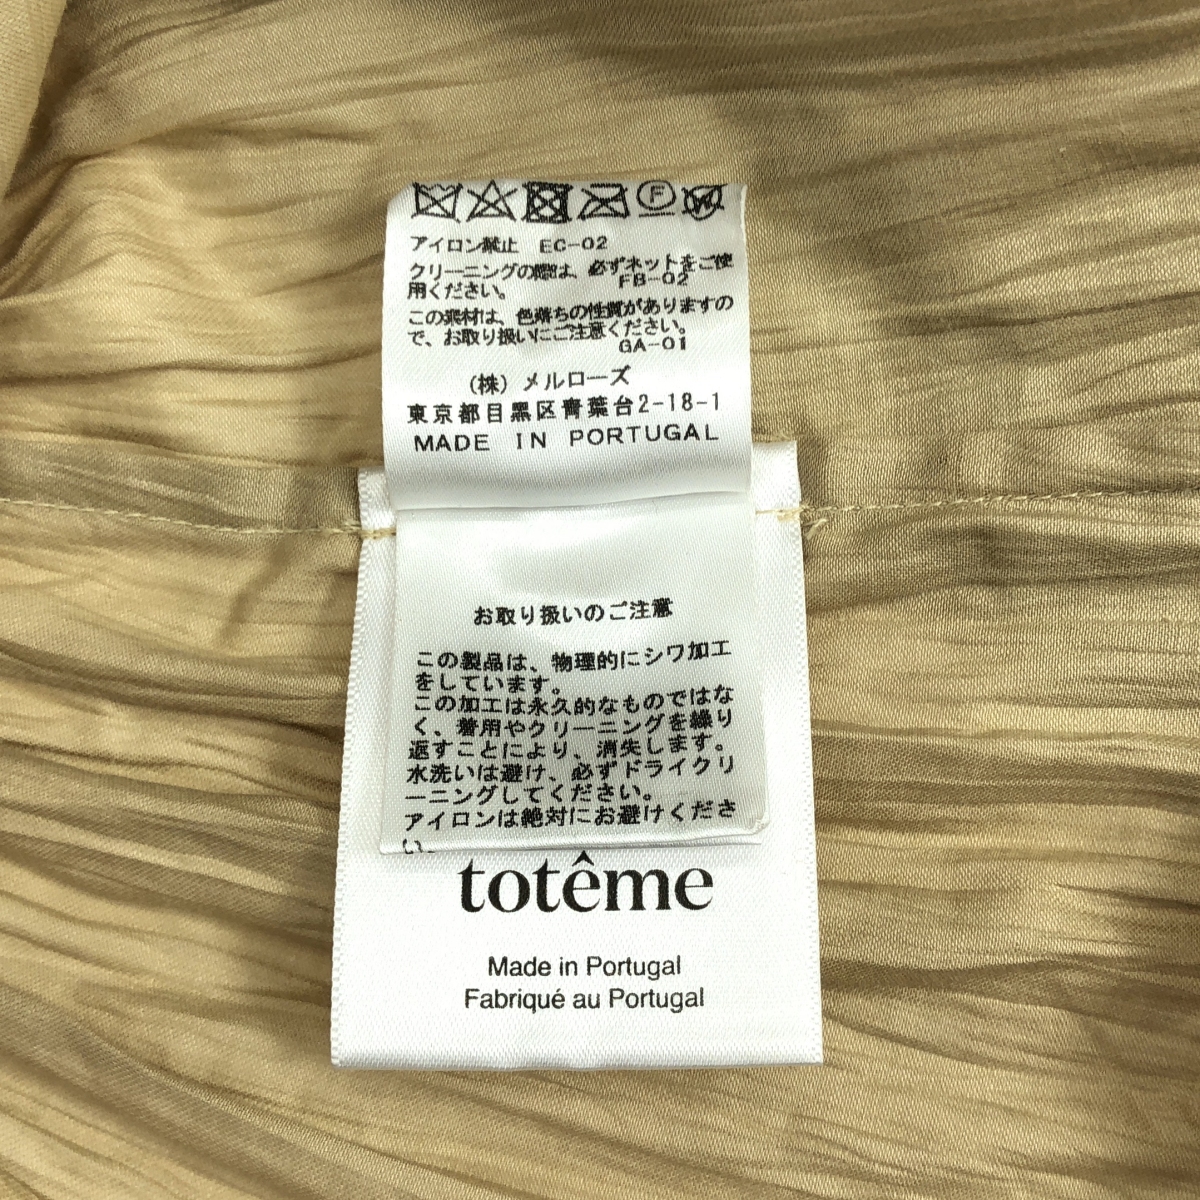 F
W
アイロン禁止 EC-02
クリーニングの際は、必ずネットをご使
用ください。 FB-02
この素材は、色落ちの性質がありますの
で、お取り扱いにご注意ください。
GA-01
（株）メルローズ
東京都目黒区青葉台2-18-1
MADE IN PORTUGAL
お取り扱いのご注意
この製品は、物理的にシワ加工
をしています。
この加工は永久的なものではな
く、着用やクリーニングを繰り
返すことにより、消失します。
水洗いは避け、必ずドライクリ
ーニングしてください。
アイロンは絶対にお避けくださ
い。
totême
Made in Portugal
Fabriqué au Portugal